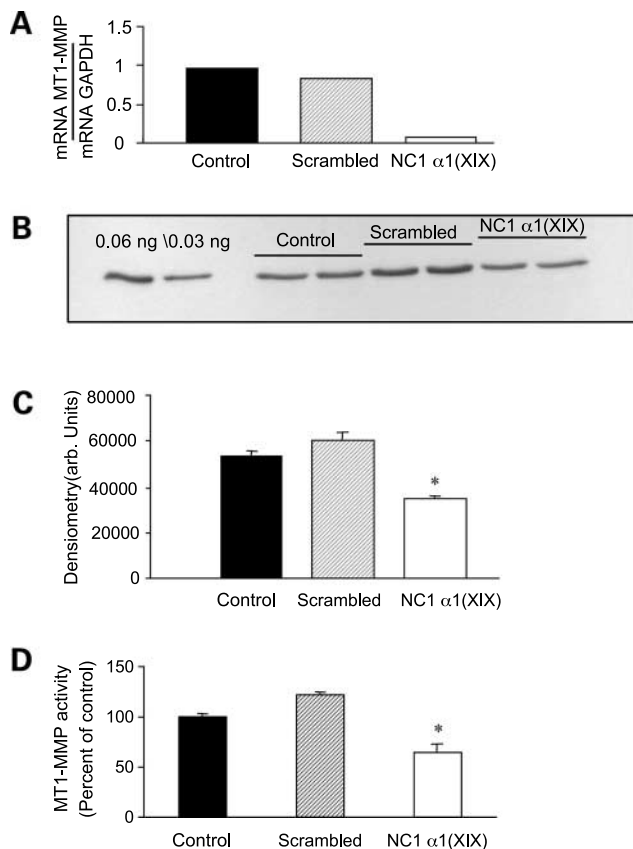 A
mRNA MT1-MMP
mRNA GAPDH
1.5
1
0.5
0
Control Scrambled NC1 α1(XIX)
B
0.06 ng \0.03 ng Control Scrambled NC1 α1(XIX)
C
Densiometry(arb. Units)
80000
60000
40000
20000
0
*
Control Scrambled NC1 α1(XIX)
D
MT1-MMP activity
(Percent of control)
150
100
50
0
*
Control Scrambled NC1 α1(XIX)